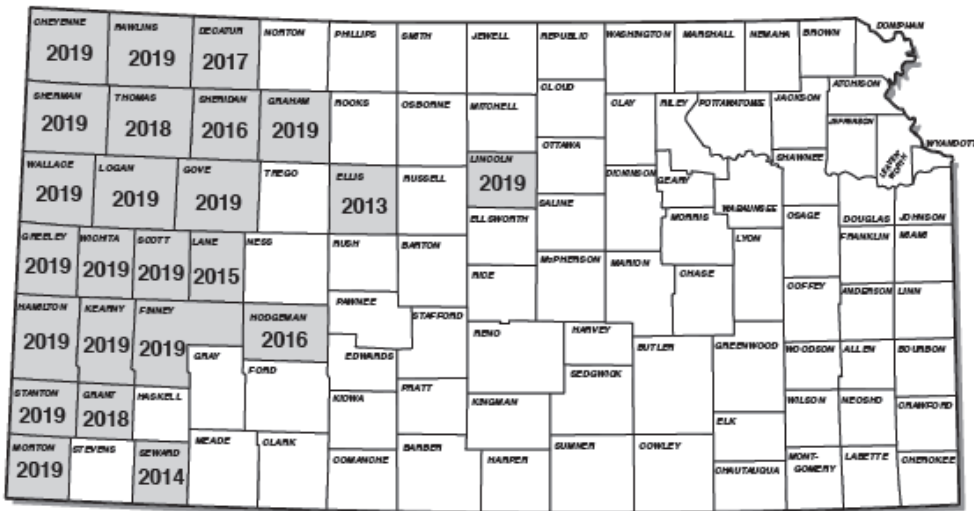 CHEYENNE RAWLINS DECATUR NORTON PHILLIPS SMITH JEWELL REPUBLIC WASHINGTON MARSHALL NEMAHA BROWN DONIPHAN
2019 2019 2017
ATCHISON
SHERMAN THOMAS SHERIDAN GRAHAM ROOKS OSBORNE MITCHELL CLOUD CLAY RILEY POTTAWATOMIE JACKSON JEFFERSON
2019 2018 2016 2019
LEAVEN-
WORTH
WYANDOTT
WALLACE LOGAN GOVE TREGO ELLIS RUSSELL LINCOLN OTTAWA DICKINSON GEARY WABAUNSEE SHAWNEE
2019 2019 2019 2013 2019
ELLSWORTH SALINE MORRIS OSAGE DOUGLAS JOHNSON
GREELEY WICHITA SCOTT LANE NESS RUSH BARTON LYON FRANKLIN MIAMI
2019 2019 2019 2015
RICE McPHERSON MARION CHASE COFFEY ANDERSON LINN
HAMILTON KEARNY FINNEY HODGEMAN PAWNEE STAFFORD
2019 2019 2019 2016
GRAY FORD EDWARDS RENO HARVEY BUTLER GREENWOOD WOODSON ALLEN BOURBON
SEDGWICK
STANTON GRANT HASKELL KIOWA PRATT KINGMAN WILSON NEOSHO CRAWFORD
2019 2018
ELK
MORTON STEVENS SEWARD MEADE CLARK COMANCHE BARBER HARPER SUMNER COWLEY CHAUTAUQUA MONT-
GOMERY LABETTE CHEROKEE
2019 2014